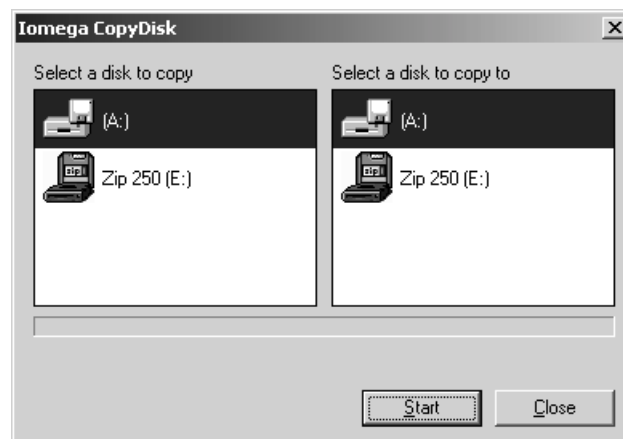 Iomega CopyDisk
Select a disk to copy
Select a disk to copy to
(A:)
(A:)
Zip 250 (E:)
Zip 250 (E:)
Start
Close